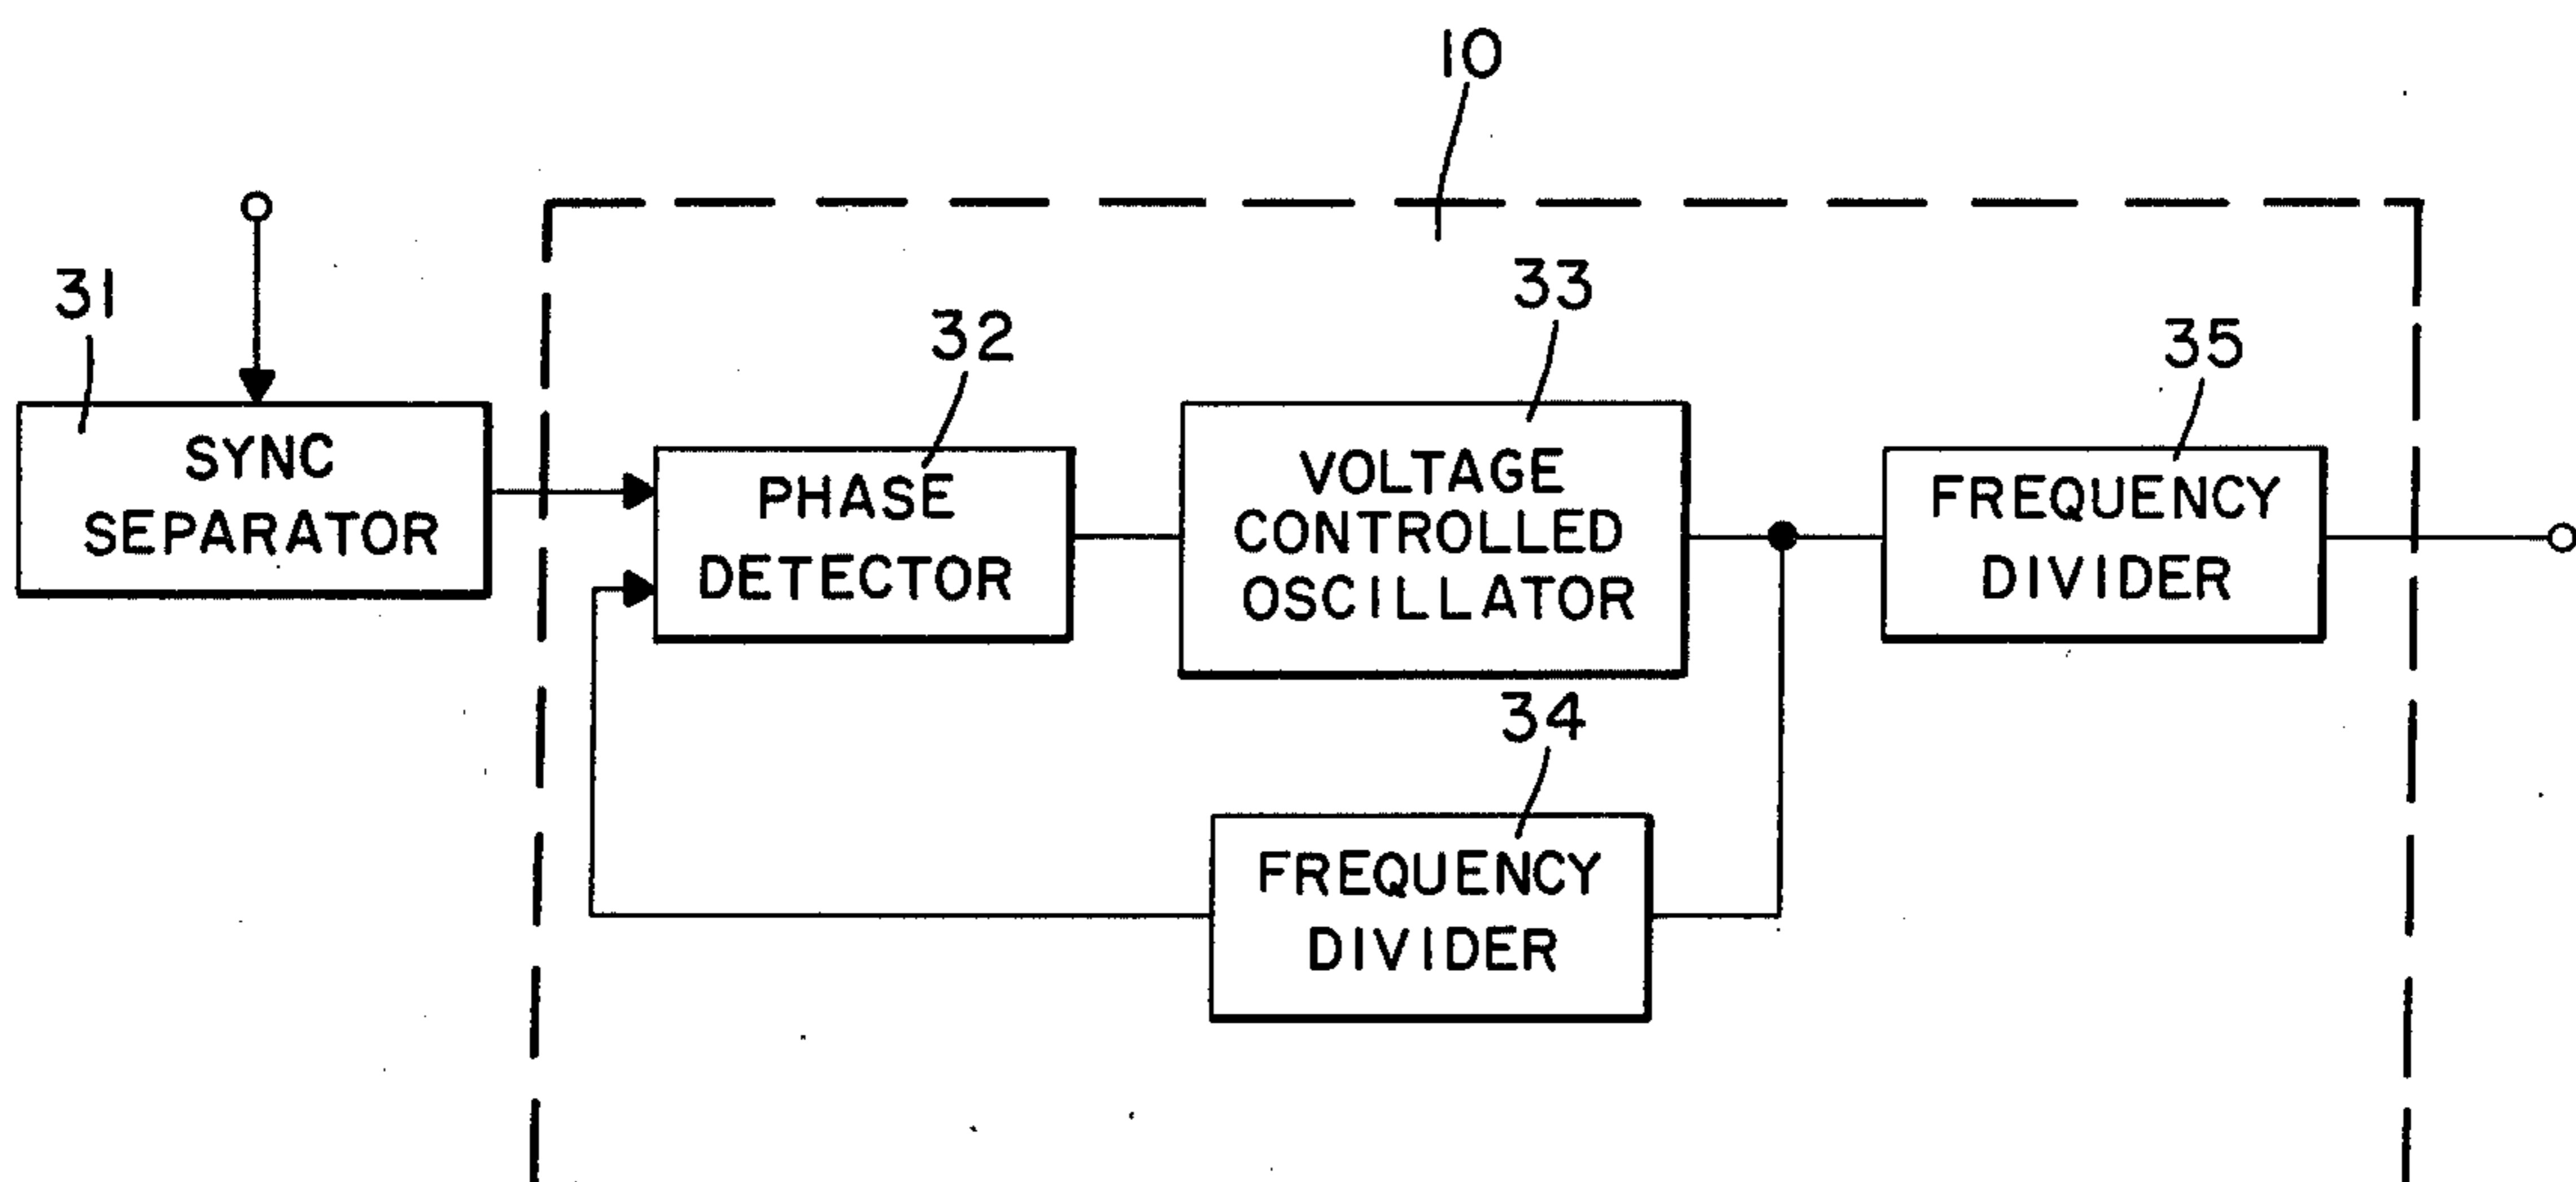 10
31
SYNC
SEPARATOR
32
PHASE
DETECTOR
33
VOLTAGE
CONTROLLED
OSCILLATOR
35
FREQUENCY
DIVIDER
34
FREQUENCY
DIVIDER